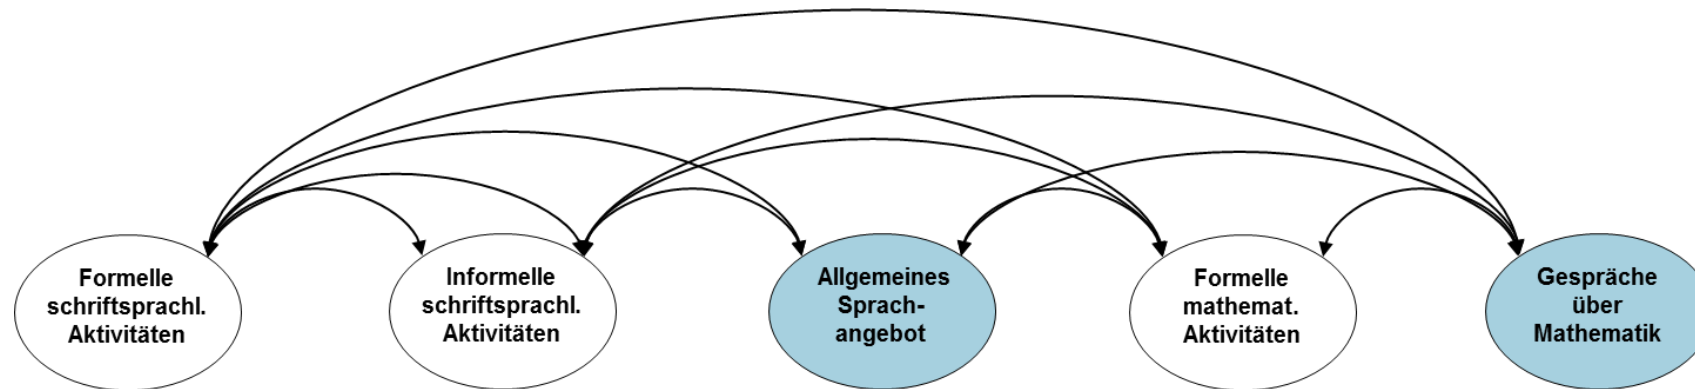 Formelle
schriftsprachl.
Aktivitäten
Informelle
schriftsprachl.
Aktivitäten
Allgemeines
Sprach-
angebot
Formelle
mathemat.
Aktivitäten
Gespräche
über
Mathematik